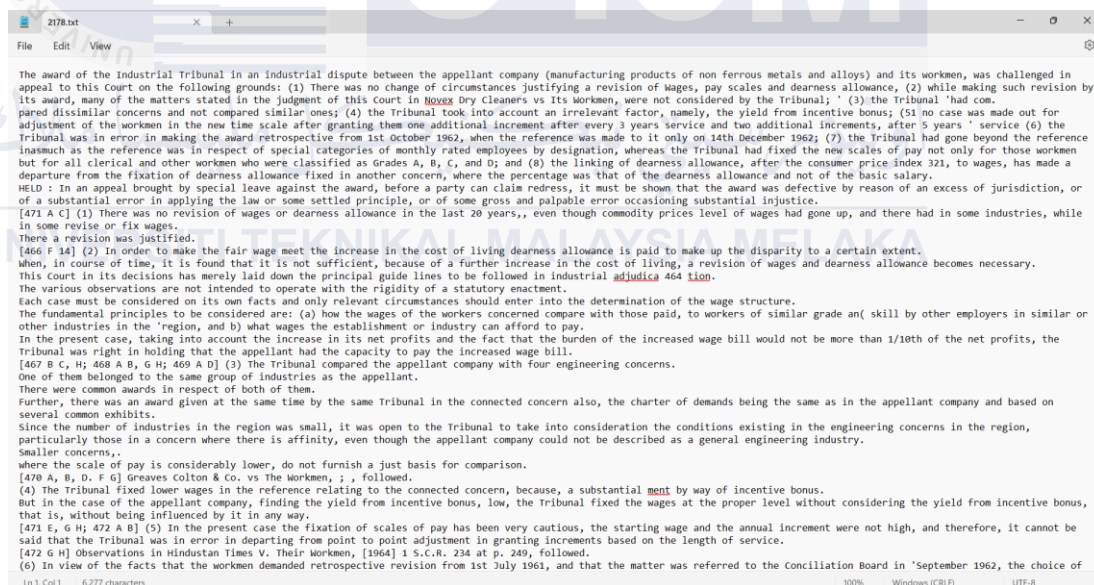 2178.txt
File Edit View
The award of the Industrial Tribunal in an industrial dispute between the appellant company (manufacturing products of non ferrous metals and alloys) and its workmen, was challenged in
appeal to this Court on the following grounds: (1) There was no change of circumstances justifying a revision of Wages, pay scales and dearness allowance, (2) while making such revision by
its award, many of the matters stated in the judgment of this Court in Novex Dry Cleaners vs Its Workmen, were not considered by the Tribunal; ' (3) the Tribunal 'had com.
pared dissimilar concerns and not compared similar ones; (4) the Tribunal took into account an irrelevant factor, namely, the yield from incentive bonus; (51 no case was made out for
adjustment of the workmen in the new time scale after granting them one additional increment after every 3 years service and two additional increments, after 5 years ' service (6) the
Tribunal was in error in making the award retrospective from 1st October 1962, when the reference was made to it only on 14th December 1962; (7) the Tribunal had gone beyond the reference
inasmuch as the reference was in respect of special categories of monthly rated employees by designation, whereas the Tribunal had fixed the new scales of pay not only for those workmen
but for all clerical and other workmen who were classified as Grades A, B, C, and D; and (8) the linking of dearness allowance, after the consumer price index 321, to wages, has made a
departure from the fixation of dearness allowance fixed in another concern, where the percentage was that of the dearness allowance and not of the basic salary.
HELD : In an appeal brought by special leave against the award, before a party can claim redress, it must be shown that the award was defective by reason of an excess of jurisdiction, or
of a substantial error in applying the law or some settled principle, or of some gross and palpable error occasioning substantial injustice.
[471 A C] (1) There was no revision of wages or dearness allowance in the last 20 years,, even though commodity prices level of wages had gone up, and there had in some industries, while
in some revise or fix wages.
There a revision was justified.
[466 F 14] (2) In order to make the fair wage meet the increase in the cost of living dearness allowance is paid to make up the disparity to a certain extent.
When, in course of time, it is found that it is not sufficient, because of a further increase in the cost of living, a revision of wages and dearness allowance becomes necessary.
This Court in its decisions has merely laid down the principal guide lines to be followed in industrial adjudica 464 tion.
The various observations are not intended to operate with the rigidity of a statutory enactment.
Each case must be considered on its own facts and only relevant circumstances should enter into the determination of the wage structure.
The fundamental principles to be considered are: (a) how the wages of the workers concerned compare with those paid, to workers of similar grade an( skill by other employers in similar or
other industries in the 'region, and b) what wages the establishment or industry can afford to pay.
In the present case, taking into account the increase in its net profits and the fact that the burden of the increased wage bill would not be more than 1/10th of the net profits, the
Tribunal was right in holding that the appellant had the capacity to pay the increased wage bill.
[467 B C, H; 468 A B, G H; 469 A D] (3) The Tribunal compared the appellant company with four engineering concerns.
One of them belonged to the same group of industries as the appellant.
There were common awards in respect of both of them.
Further, there was an award given at the same time by the same Tribunal in the connected concern also, the charter of demands being the same as in the appellant company and based on
several common exhibits.
Since the number of industries in the region was small, it was open to the Tribunal to take into consideration the conditions existing in the engineering concerns in the region,
particularly those in a concern where there is affinity, even though the appellant company could not be described as a general engineering industry.
Smaller concerns,.
where the scale of pay is considerably lower, do not furnish a just basis for comparison.
[470 A, B, D. F G] Greaves Colton & Co. vs The Workmen, ; , followed.
(4) The Tribunal fixed lower wages in the reference relating to the connected concern, because, a substantial ment by way of incentive bonus.
But in the case of the appellant company, finding the yield from incentive bonus, low, the Tribunal fixed the wages at the proper level without considering the yield from incentive bonus,
that is, without being influenced by it in any way.
[471 E, G H; 472 A B] (5) In the present case the fixation of scales of pay has been very cautious, the starting wage and the annual increment were not high, and therefore, it cannot be
said that the Tribunal was in error in departing from point to point adjustment in granting increments based on the length of service.
[472 G H] Observations in Hindustan Times V. Their Workmen, [1964] 1 S.C.R. 234 at p. 249, followed.
(6) In view of the facts that the workmen demanded retrospective revision from 1st July 1961, and that the matter was referred to the Conciliation Board in 'September 1962, the choice of
Ln 1, Col 1 6,277 characters 100% Windows (CRLF) UTF-8